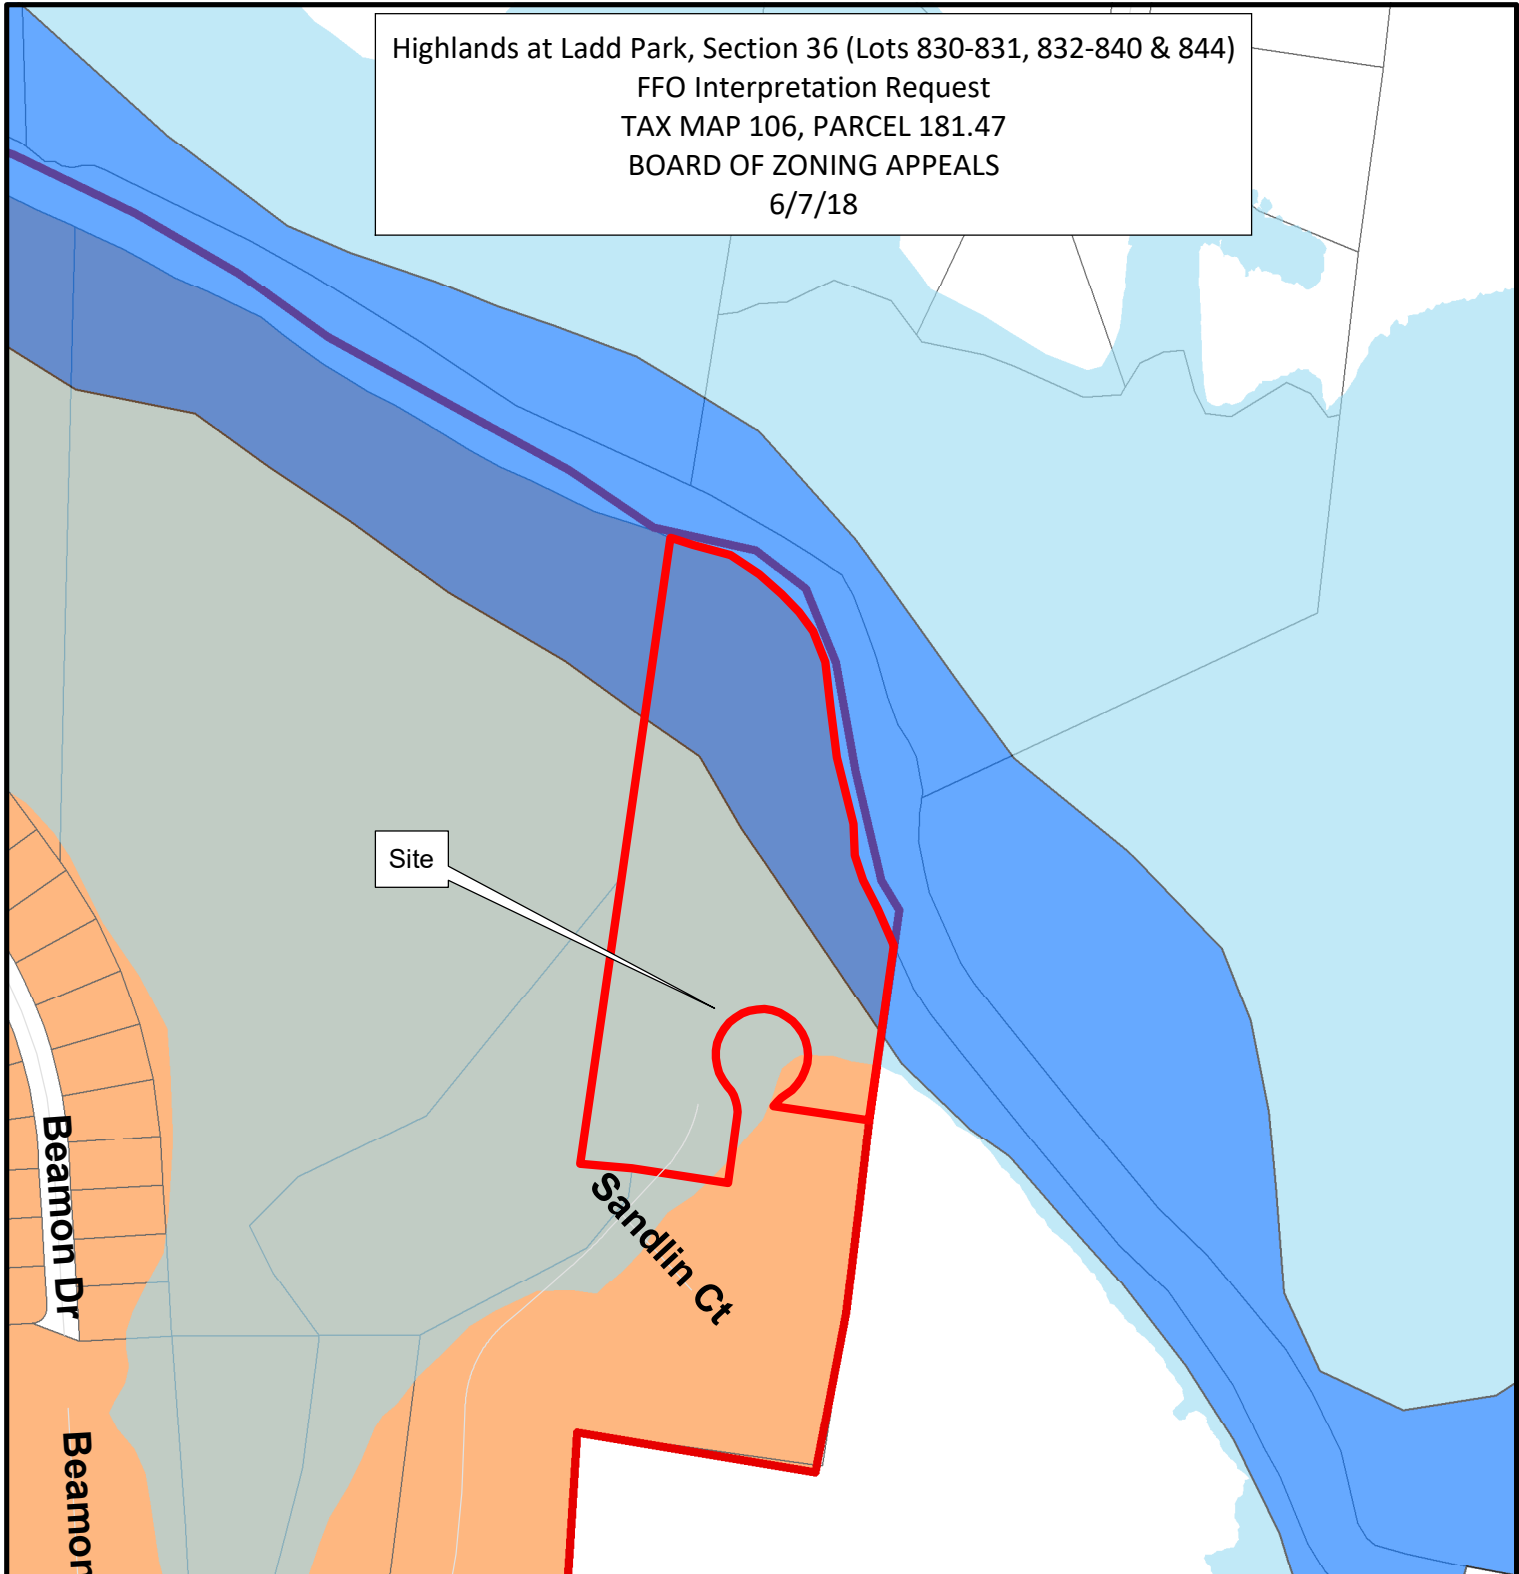 Highlands at Ladd Park, Section 36 (Lots 830-831, 832-840 & 844)
FFO Interpretation Request
TAX MAP 106, PARCEL 181.47
BOARD OF ZONING APPEALS
6/7/18
Site
Beamon Dr
Sandlin Ct
Beamon